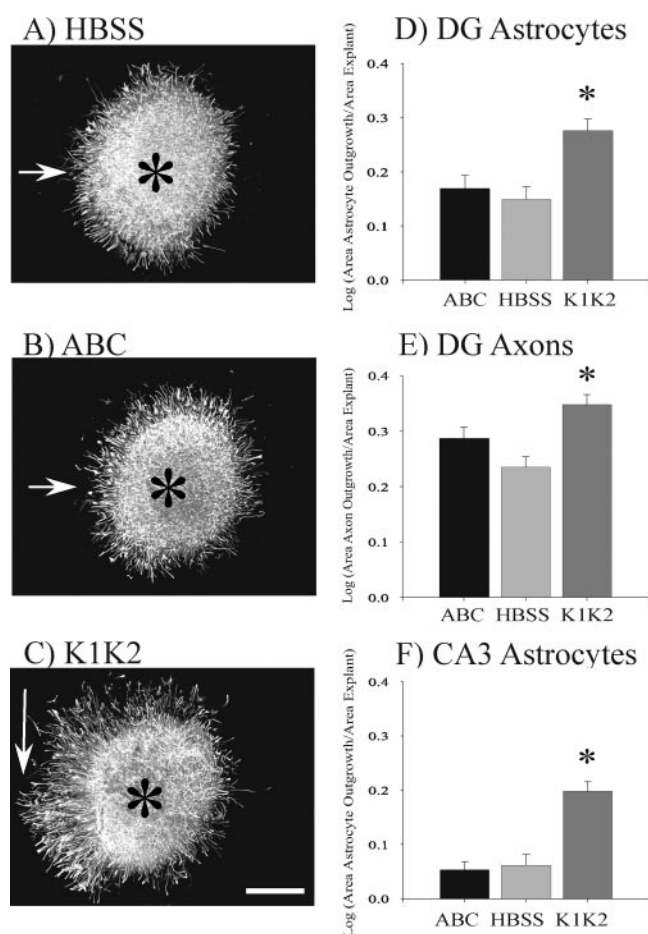 A) HBSS
*
B) ABC
*
C) K1K2
*
D) DG Astrocytes
Log (Area Astrocyte Outgrowth/Area Explant)
0.4
0.3
0.2
0.1
0.0
*
ABC HBSS K1K2
E) DG Axons
Log (Area Axon Outgrowth/Area Explant)
0.4
0.3
0.2
0.1
0.0
*
ABC HBSS K1K2
F) CA3 Astrocytes
Log (Area Astrocyte Outgrowth/Area Explant)
0.4
0.3
0.2
0.1
0.0
*
ABC HBSS K1K2